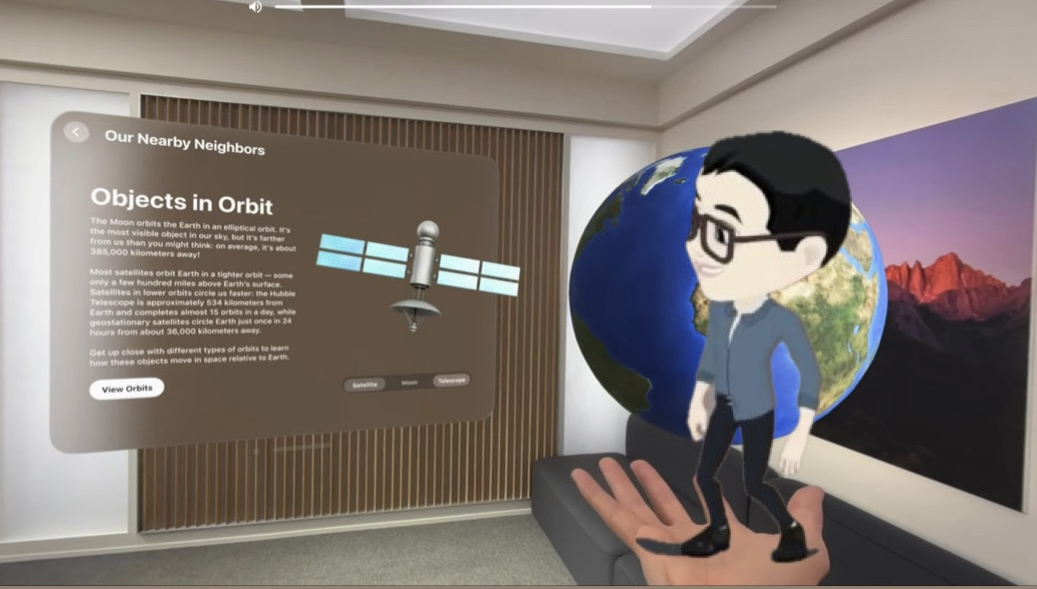 Our Nearby Neighbors
Objects in Orbit
The Moon orbits the Earth in an elliptical orbit. It's
the most visible object in our sky, but it's farther
from us than you might think: on average, it's about
385,000 kilometers away!
Most satellites orbit Earth in a tighter orbit — some
only a few hundred miles above Earth's surface.
Satellites in lower orbits circle us faster: the Hubble
Telescope is approximately 534 kilometers from
Earth and completes almost 15 orbits in a day, while
geostationary satellites circle Earth just once in 24
hours from about 36,000 kilometers away.
Get up close with different types of orbits to learn
how these objects move in space relative to Earth.
View Orbits
Satellite Moon Telescope